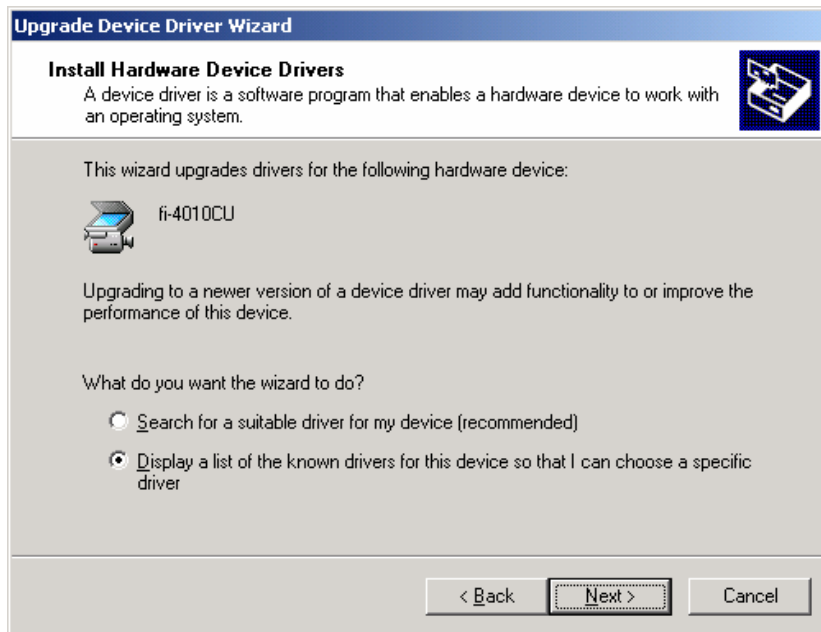 Upgrade Device Driver Wizard
Install Hardware Device Drivers
A device driver is a software program that enables a hardware device to work with
an operating system.
This wizard upgrades drivers for the following hardware device:
fi-4010CU
Upgrading to a newer version of a device driver may add functionality to or improve the
performance of this device.
What do you want the wizard to do?
Search for a suitable driver for my device (recommended)
Display a list of the known drivers for this device so that I can choose a specific
driver
< Back
Next >
Cancel